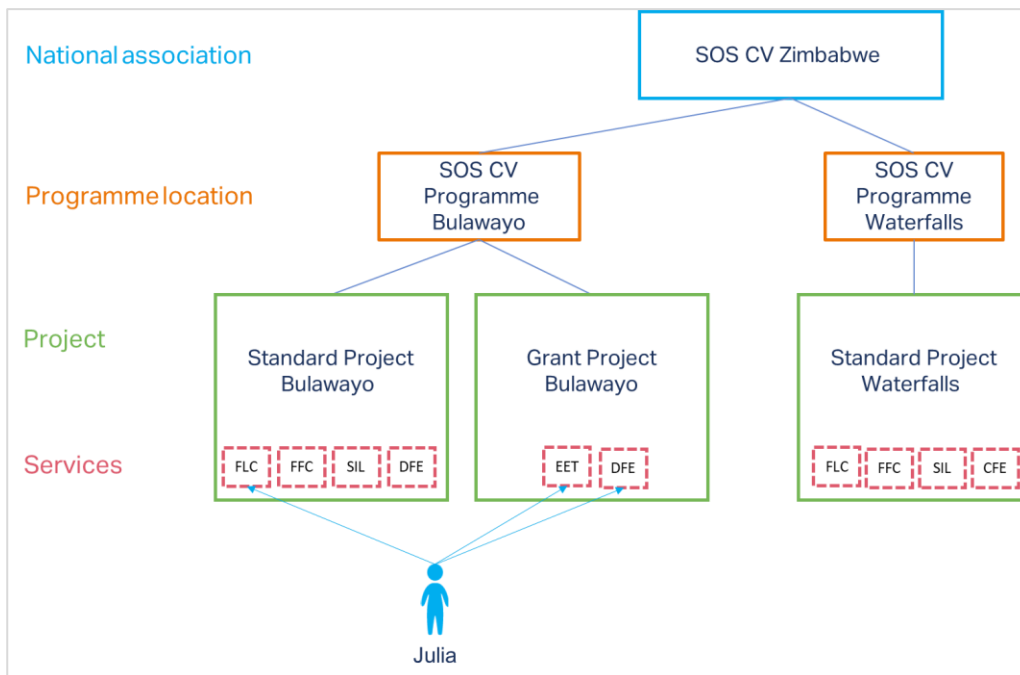 National association
SOS CV Zimbabwe
Programme location
SOS CV
Programme
Bulawayo
SOS CV
Programme
Waterfalls
Project
Standard Project
Bulawayo
Grant Project
Bulawayo
Standard Project
Waterfalls
Services
FLC
FFC
SIL
DFE
EET
DFE
FLC
FFC
SIL
CFE
Julia